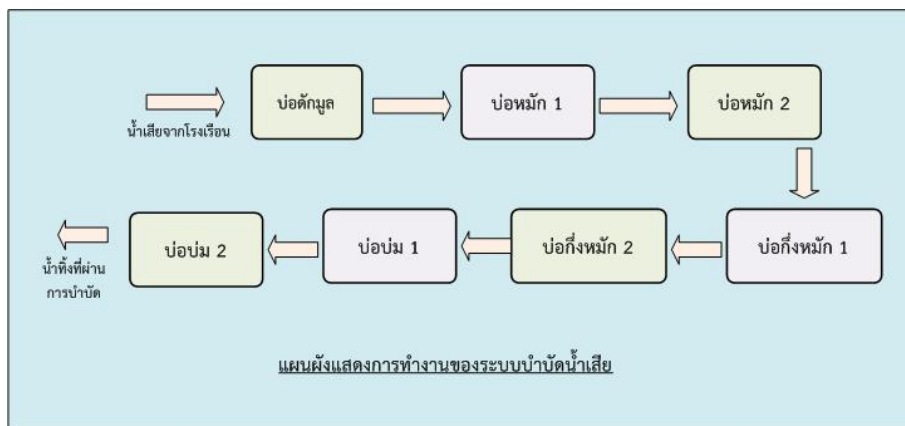 บ่อดักมูล
บ่อหมัก 1
บ่อหมัก 2
น้ำเสียจากโรงเรือน
บ่อกึ่งหมัก 1
บ่อกึ่งหมัก 2
บ่อบ่ม 1
บ่อบ่ม 2
น้ำทิ้งที่ผ่าน
การบำบัด
แผนผังแสดงการทำงานของระบบบำบัดน้ำเสีย